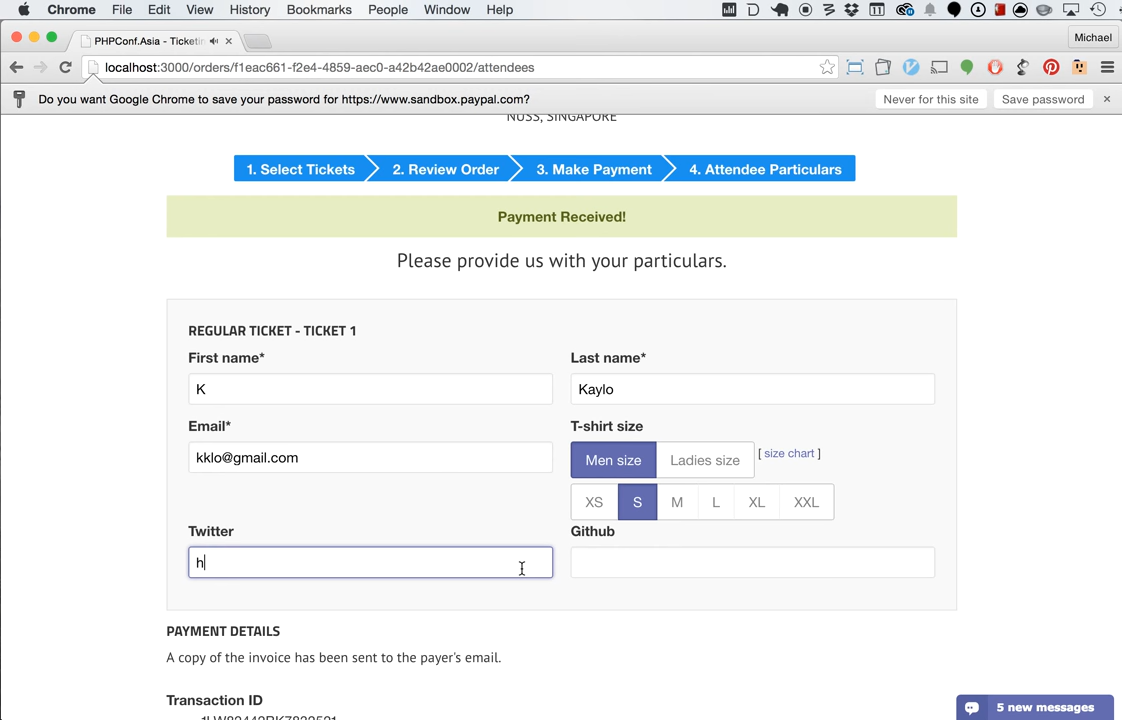 Chrome File Edit View History Bookmarks People Window Help
PHPConf.Asia - Ticketin
Michael
localhost:3000/orders/f1eac661-f2e4-4859-aec0-a42b42ae0002/attendees
Do you want Google Chrome to save your password for https://www.sandbox.paypal.com? Never for this site Save password
NUSS, SINGAPORE
1. Select Tickets 2. Review Order 3. Make Payment 4. Attendee Particulars
Payment Received!
Please provide us with your particulars.
REGULAR TICKET - TICKET 1
First name* Last name*
K Kaylo
Email* T-shirt size
kklo@gmail.com Men size Ladies size [ size chart ]
XS S M L XL XXL
Twitter Github
h
PAYMENT DETAILS
A copy of the invoice has been sent to the payer's email.
Transaction ID
5 new messages